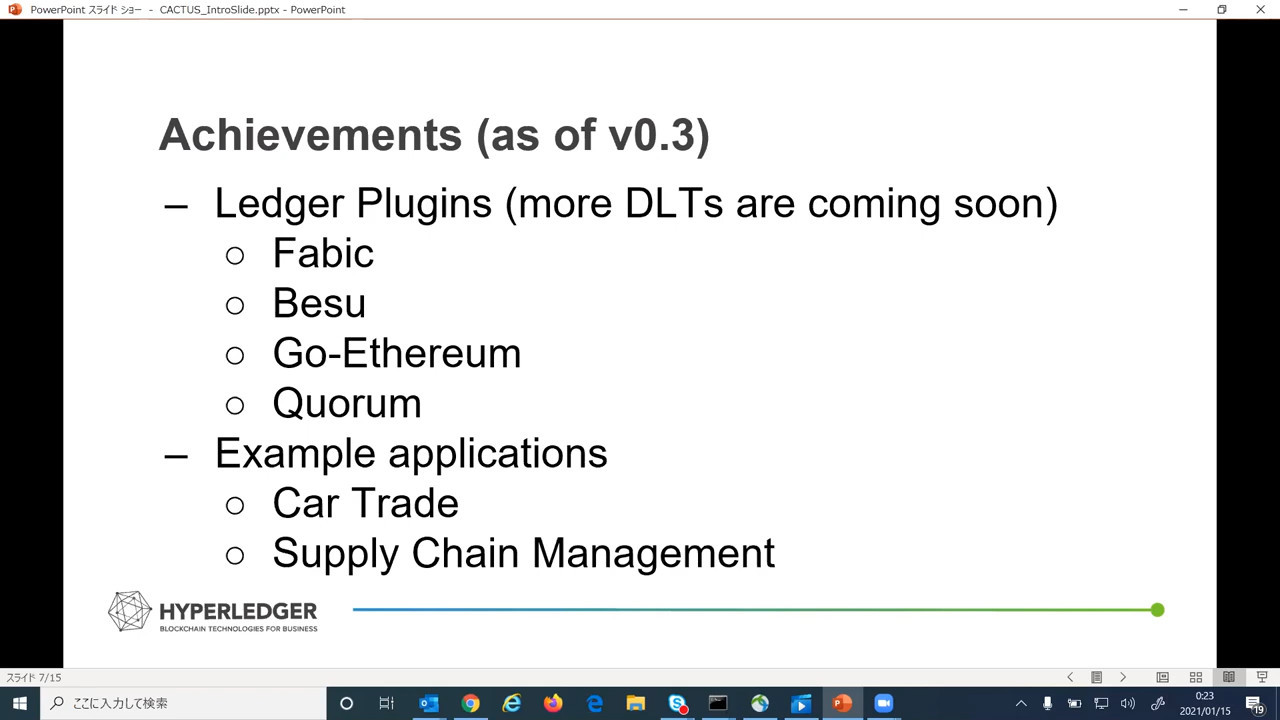 PowerPoint スライド ショー - CACTUS_IntroSlide.pptx - PowerPoint
Achievements (as of v0.3)
– Ledger Plugins (more DLTs are coming soon)
○ Fabic
○ Besu
○ Go-Ethereum
○ Quorum
– Example applications
○ Car Trade
○ Supply Chain Management
HYPERLEDGER
BLOCKCHAIN TECHNOLOGIES FOR BUSINESS
スライド 7/15
ここに入力して検索
0:23
2021/01/15
19